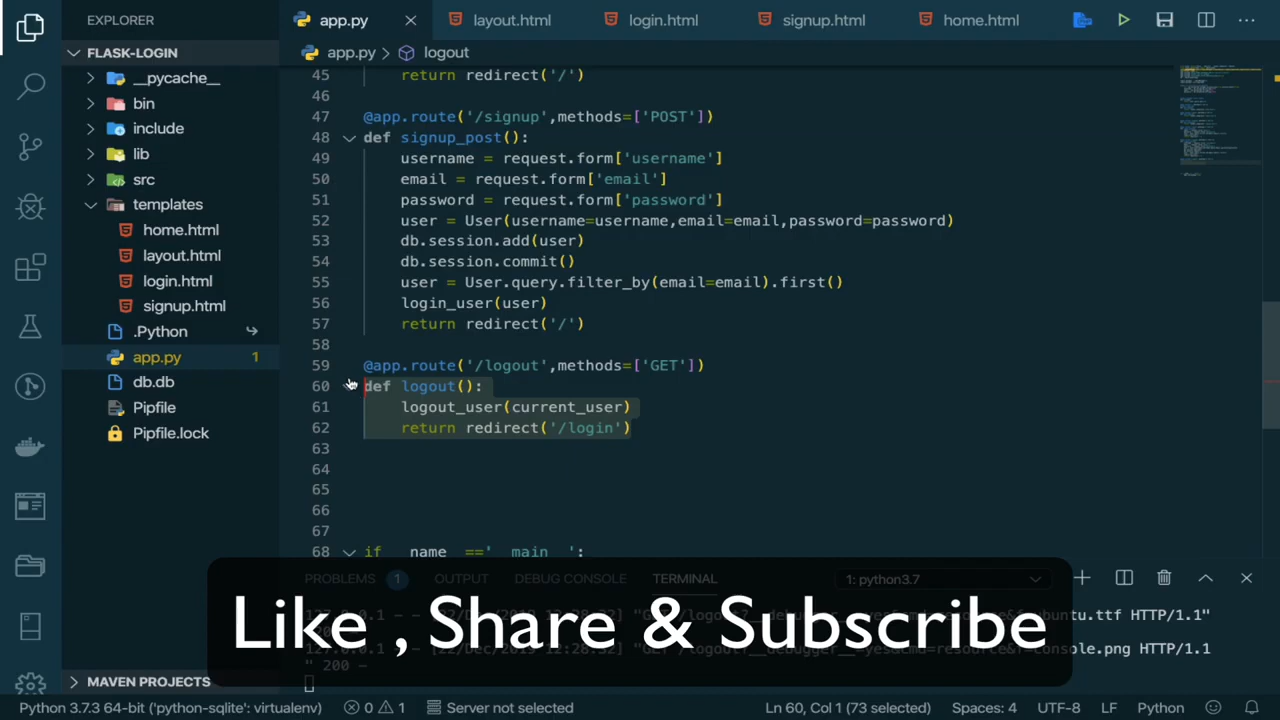 EXPLORER
app.py
layout.html
login.html
signup.html
home.html
FLASK-LOGIN
app.py
logout
__pycache__
bin
include
lib
src
templates
home.html
layout.html
login.html
signup.html
.Python
app.py 1
db.db
Pipfile
Pipfile.lock
MAVEN PROJECTS
45 return redirect('/')
46
47 @app.route('/signup',methods=['POST'])
48 def signup_post():
49 username = request.form['username']
50 email = request.form['email']
51 password = request.form['password']
52 user = User(username=username,email=email,password=password)
53 db.session.add(user)
54 db.session.commit()
55 user = User.query.filter_by(email=email).first()
56 login_user(user)
57 return redirect('/')
58
59 @app.route('/logout',methods=['GET'])
60 def logout():
61 logout_user(current_user)
62 return redirect('/login')
63
64
65
66
67
68 if __name__=='__main__':
PROBLEMS 1 OUTPUT DEBUG CONSOLE TERMINAL 1: python3.7
HTTP/1.1"
HTTP/1.1
" 200 -
Like , Share & Subscribe
Python 3.7.3 64-bit ('python-sqlite': virtualenv) 0 1 Server not selected Ln 60, Col 1 (73 selected) Spaces: 4 UTF-8 LF Python